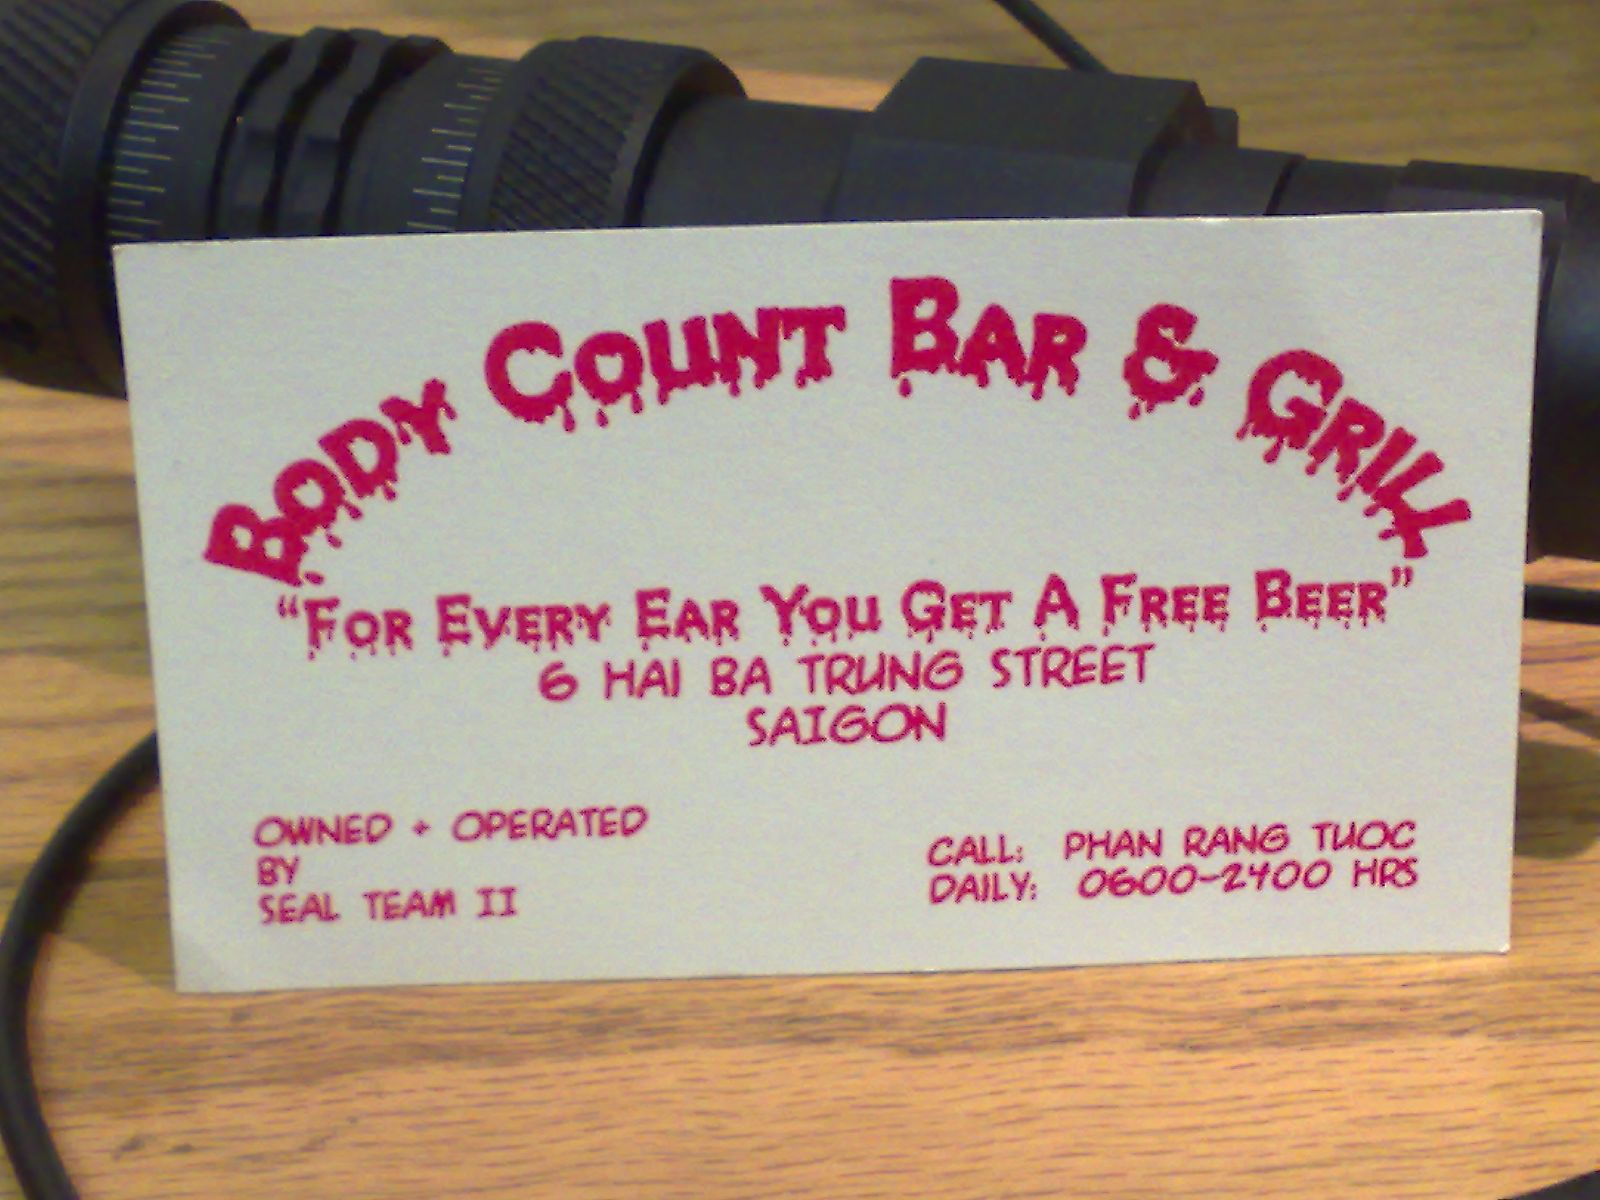 BODY COUNT BAR & GRILL
"FOR EVERY EAR YOU GET A FREE BEER"
6 HAI BA TRUNG STREET
SAIGON
OWNED + OPERATED
BY
SEAL TEAM II
CALL: PHAN RANG TUOC
DAILY: 0600-2400 HRS